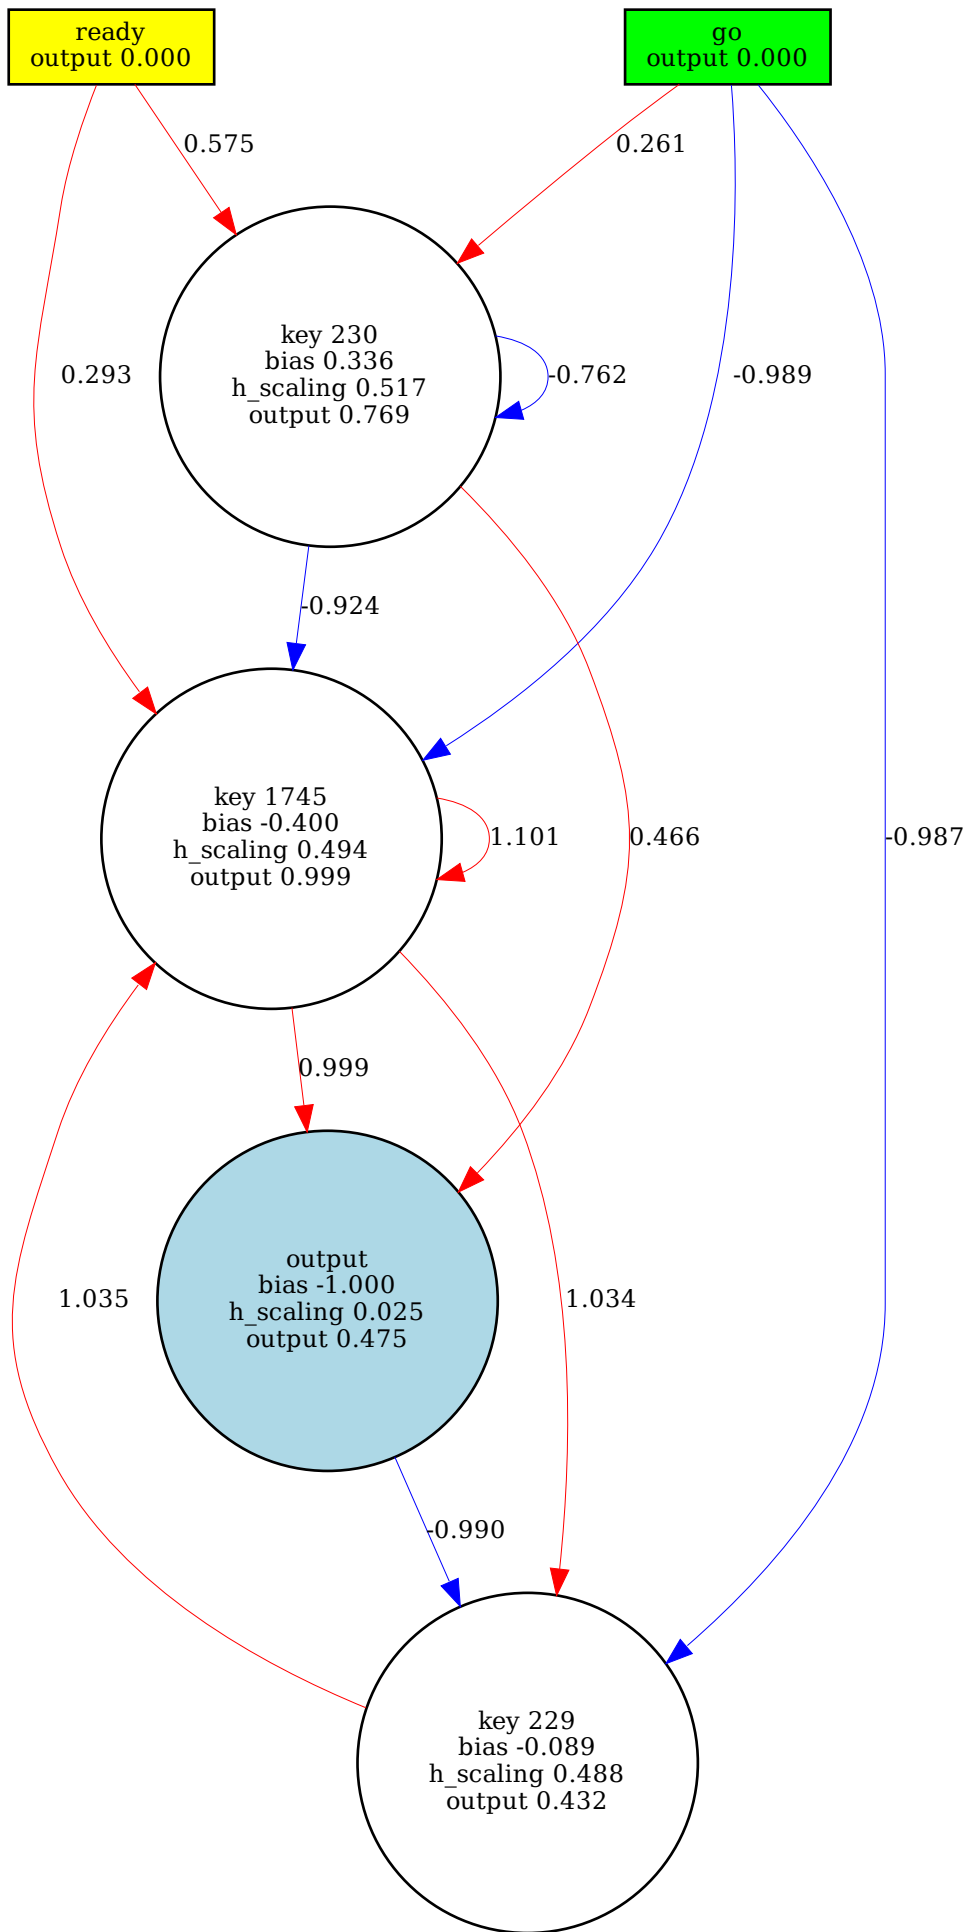 ready
output 0.000
go
output 0.000
0.575
0.261
key 230
bias 0.336
h_scaling 0.517
output 0.769
0.293
-0.762
-0.989
-0.924
key 1745
bias -0.400
h_scaling 0.494
output 0.999
1.101
0.466
-0.987
0.999
output
bias -1.000
h_scaling 0.025
output 0.475
1.035
1.034
-0.990
key 229
bias -0.089
h_scaling 0.488
output 0.432